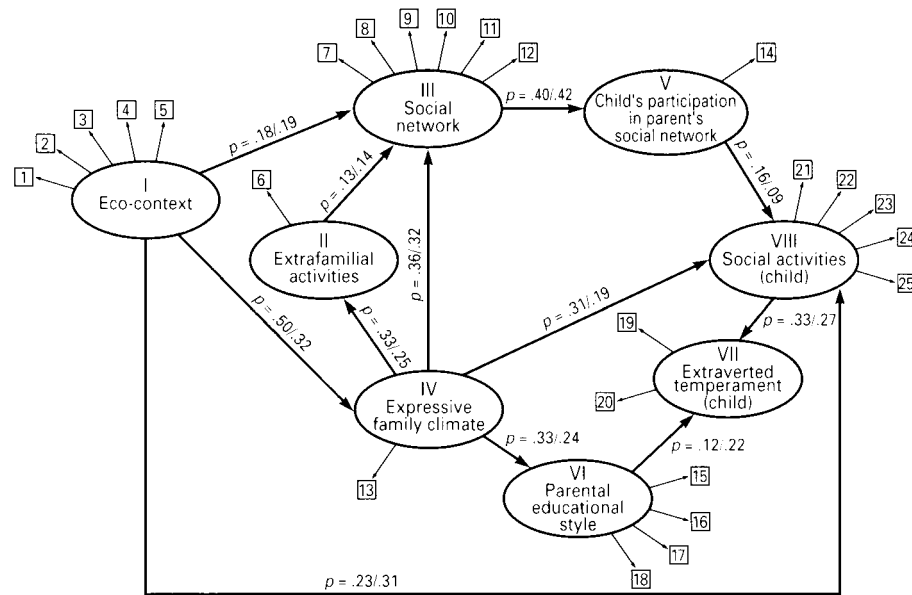 1
2
3
4
5
I
Eco-context
p = .18/.19
7
8
9
10
11
12
III
Social
network
p = .40/.42
14
V
Child's participation
in parent's
social network
p = .16/.09
6
II
Extrafamilial
activities
p = .13/.14
p = .36/.32
21
22
23
24
25
VIII
Social activities
(child)
p = .50/.32
p = .33/.25
p = .31/.19
p = .33/.27
19
20
VII
Extraverted
temperament
(child)
IV
Expressive
family climate
13
p = .33/.24
p = .12/.22
VI
Parental
educational
style
15
16
17
18
p = .23/.31